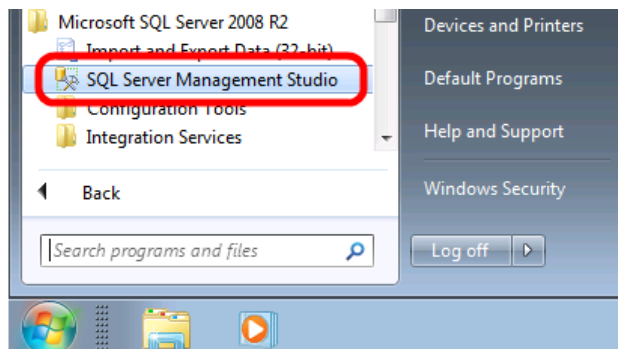 Microsoft SQL Server 2008 R2
Import and Export Data (32-bit)
SQL Server Management Studio
Configuration Tools
Integration Services
Back
Search programs and files
Devices and Printers
Default Programs
Help and Support
Windows Security
Log off